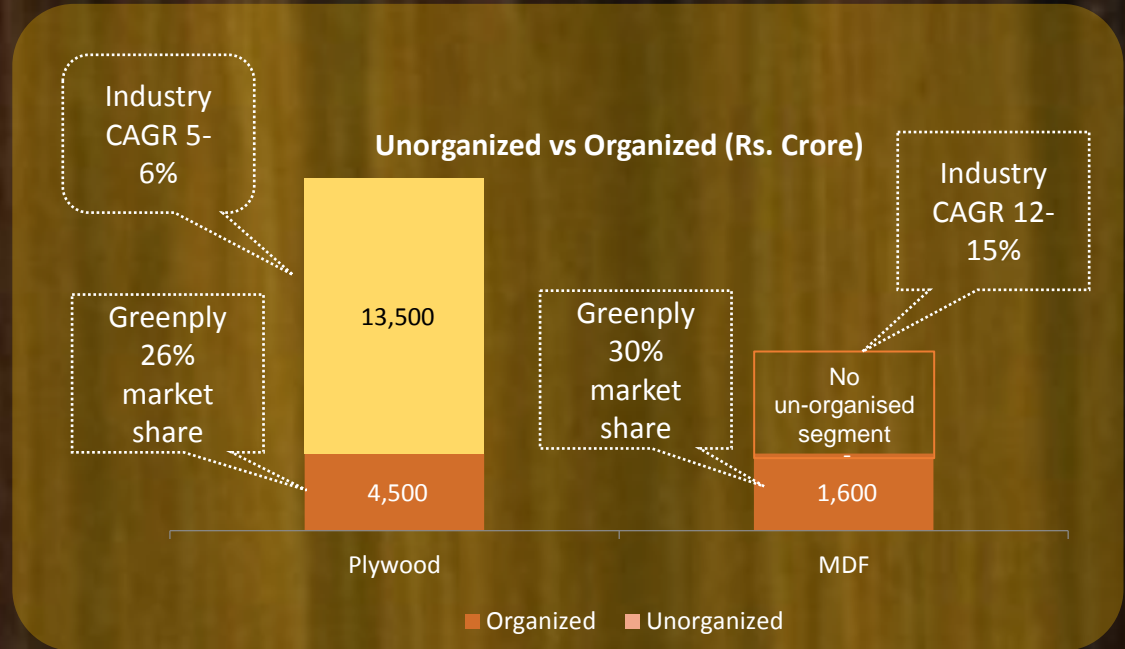 Industry
CAGR 5-
6%
Unorganized vs Organized (Rs. Crore)
Industry
CAGR 12-
15%
Greenply
26%
market
share
13,500
4,500
Greenply
30%
market
share
No
un-organised
segment
-
1,600
Plywood
MDF
Organized
Unorganized